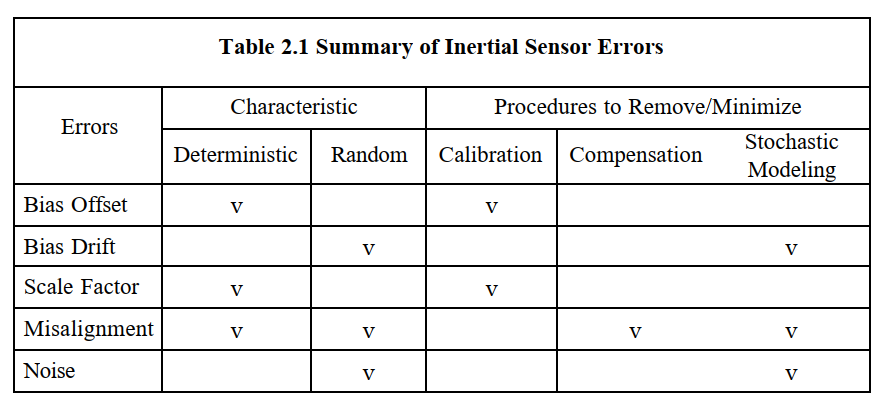 Table 2.1 Summary of Inertial Sensor Errors
Errors Characteristic Procedures to Remove/Minimize
Deterministic Random Calibration Compensation Stochastic Modeling
Bias Offset v v
Bias Drift v v
Scale Factor v v
Misalignment v v v v
Noise v v